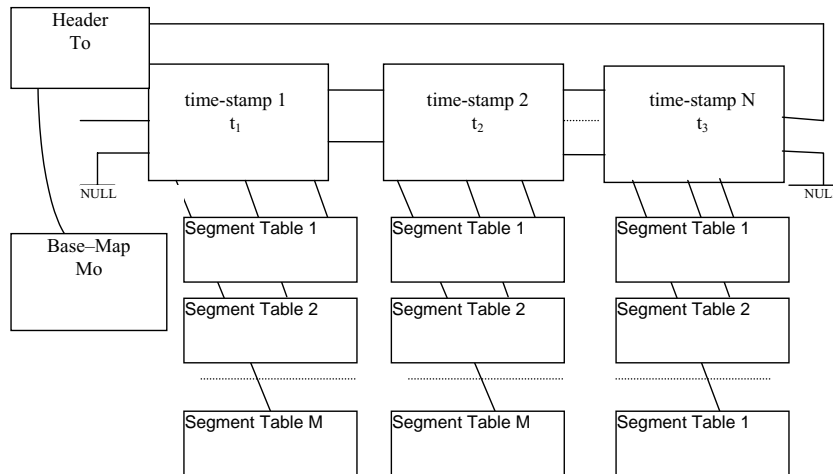 Header
To
time-stamp 1
t₁
time-stamp 2
t₂
time-stamp N
t₃
NULL
NUL
Base–Map
Mo
Segment Table 1
Segment Table 1
Segment Table 1
Segment Table 2
Segment Table 2
Segment Table 2
Segment Table M
Segment Table M
Segment Table 1